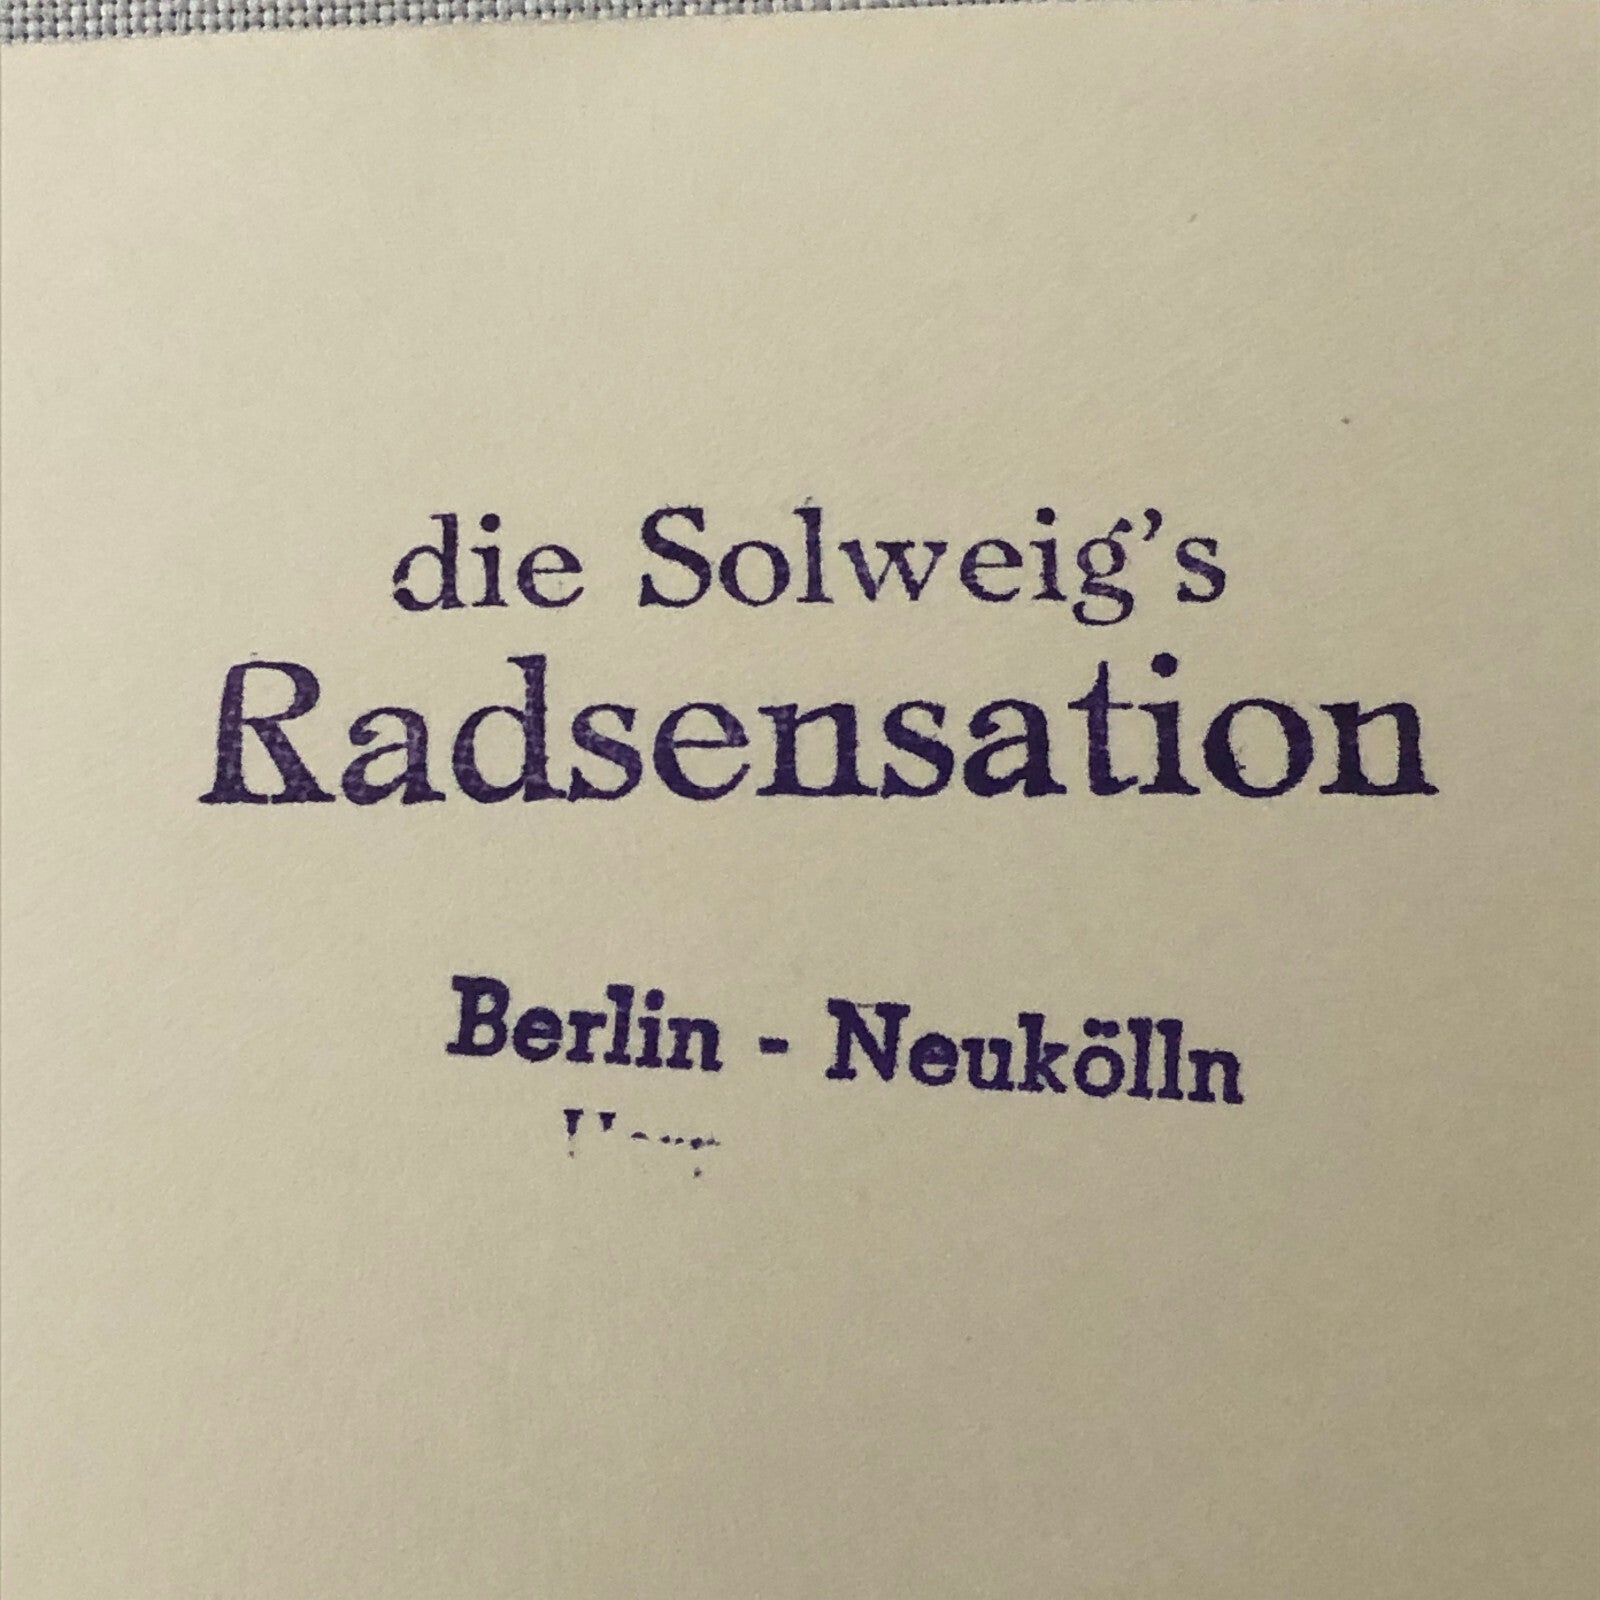 die Solweig's
Radsensation
Berlin - Neukölln